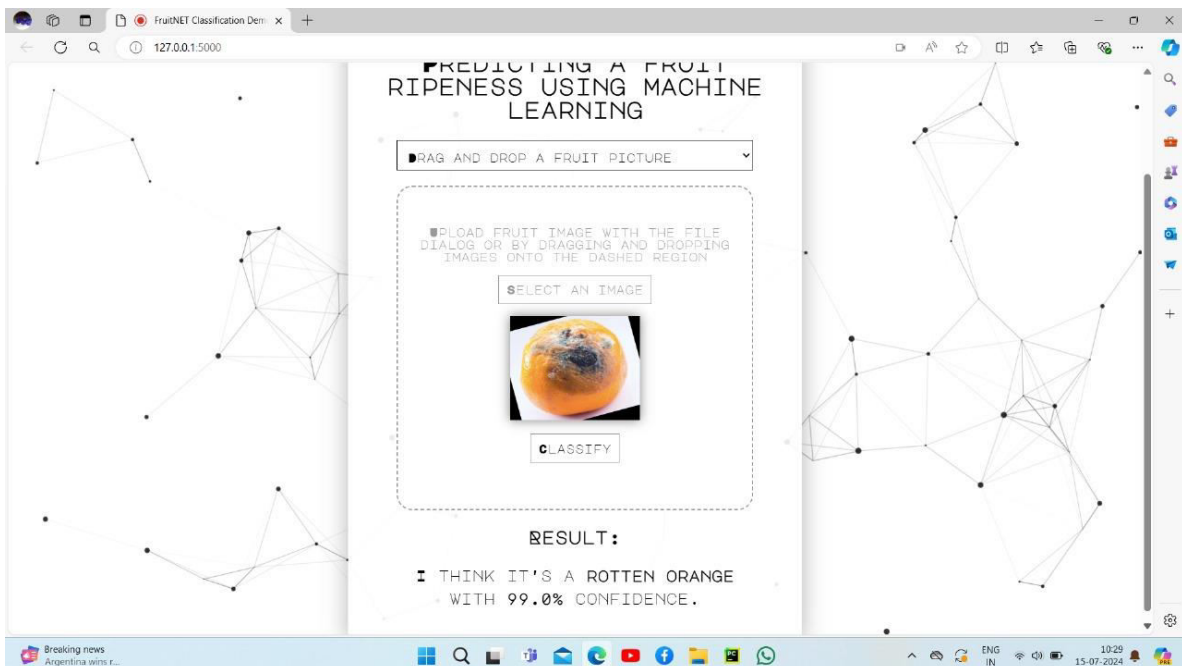 FruitNET Classification Dem
127.0.0.1:5000
PREDICTING A FRUIT
RIPENESS USING MACHINE
LEARNING
DRAG AND DROP A FRUIT PICTURE
UPLOAD FRUIT IMAGE WITH THE FILE
DIALOG OR BY DRAGGING AND DROPPING
IMAGES ONTO THE DASHED REGION
SELECT AN IMAGE
CLASSIFY
RESULT:
I THINK IT'S A ROTTEN ORANGE
WITH 99.0% CONFIDENCE.
Breaking news
Argentina wins r...
ENG
IN
10:29
15-07-2024